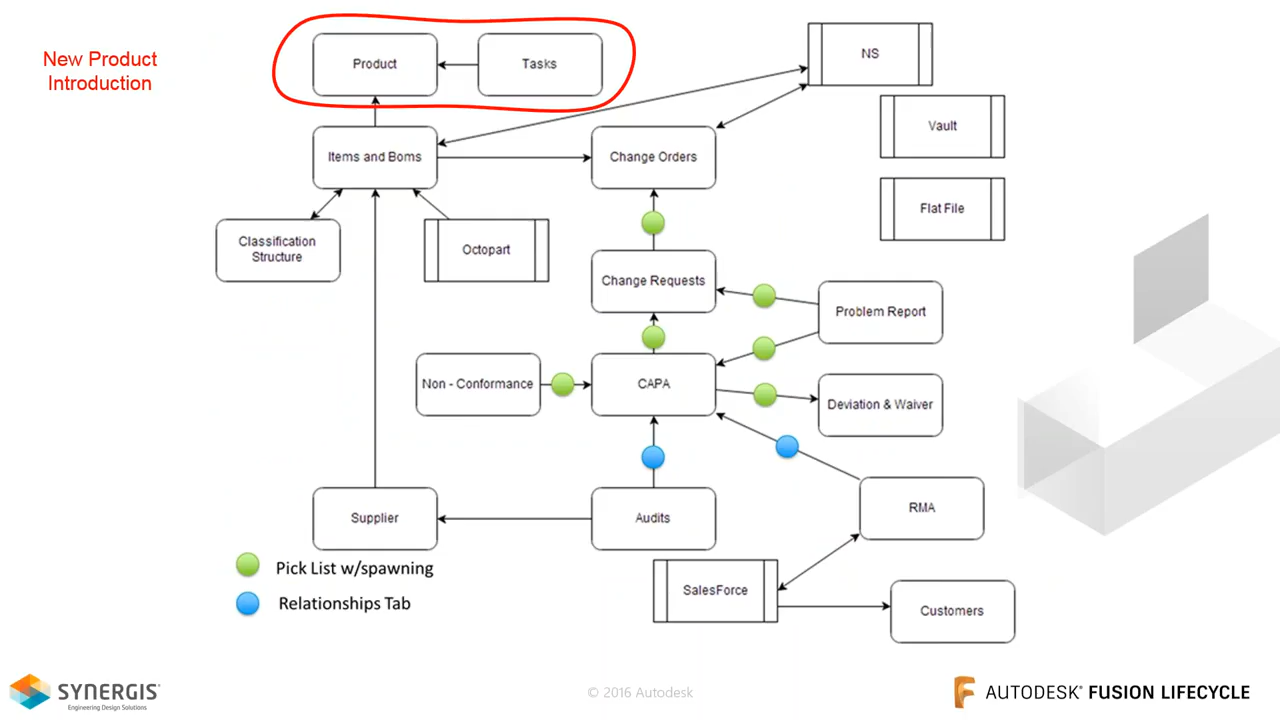 New Product
Introduction
Product
Tasks
NS
Vault
Items and Boms
Change Orders
Flat File
Classification
Structure
Octopart
Change Requests
Problem Report
Non - Conformance
CAPA
Deviation & Waiver
Supplier
Audits
RMA
Pick List w/spawning
Relationships Tab
SalesForce
Customers
SYNERGIS
Engineering Design Solutions
© 2016 Autodesk
AUTODESK® FUSION LIFECYCLE